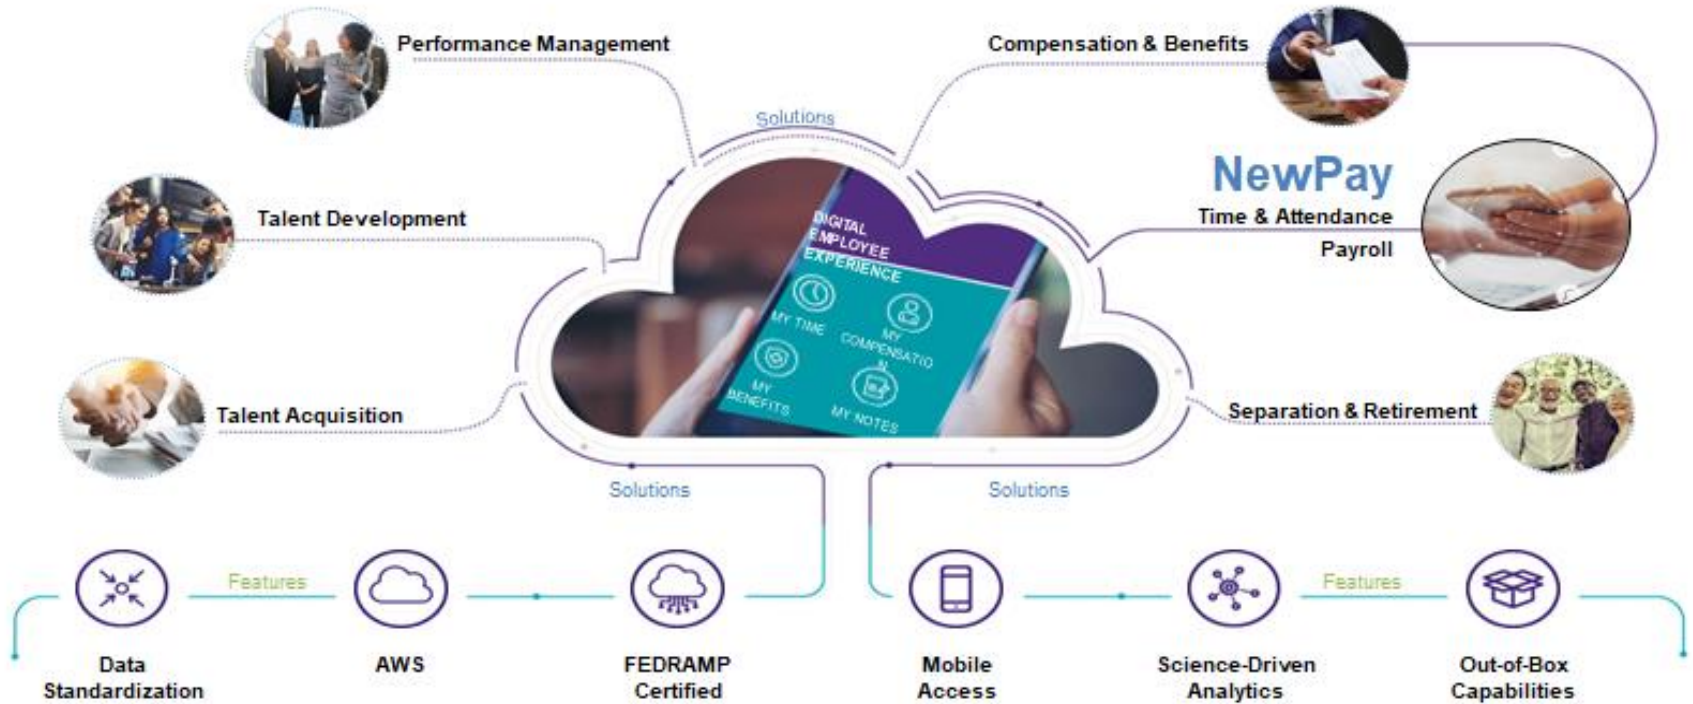 Performance Management
Compensation & Benefits
Solutions
NewPay
Time & Attendance
Payroll
Talent Development
DIGITAL
EMPLOYEE
EXPERIENCE
MY TIME
MY
COMPENSATIO
N
MY
BENEFITS
MY NOTES
Talent Acquisition
Separation & Retirement
Solutions
Solutions
Features
Features
Data
Standardization
AWS
FEDRAMP
Certified
Mobile
Access
Science-Driven
Analytics
Out-of-Box
Capabilities